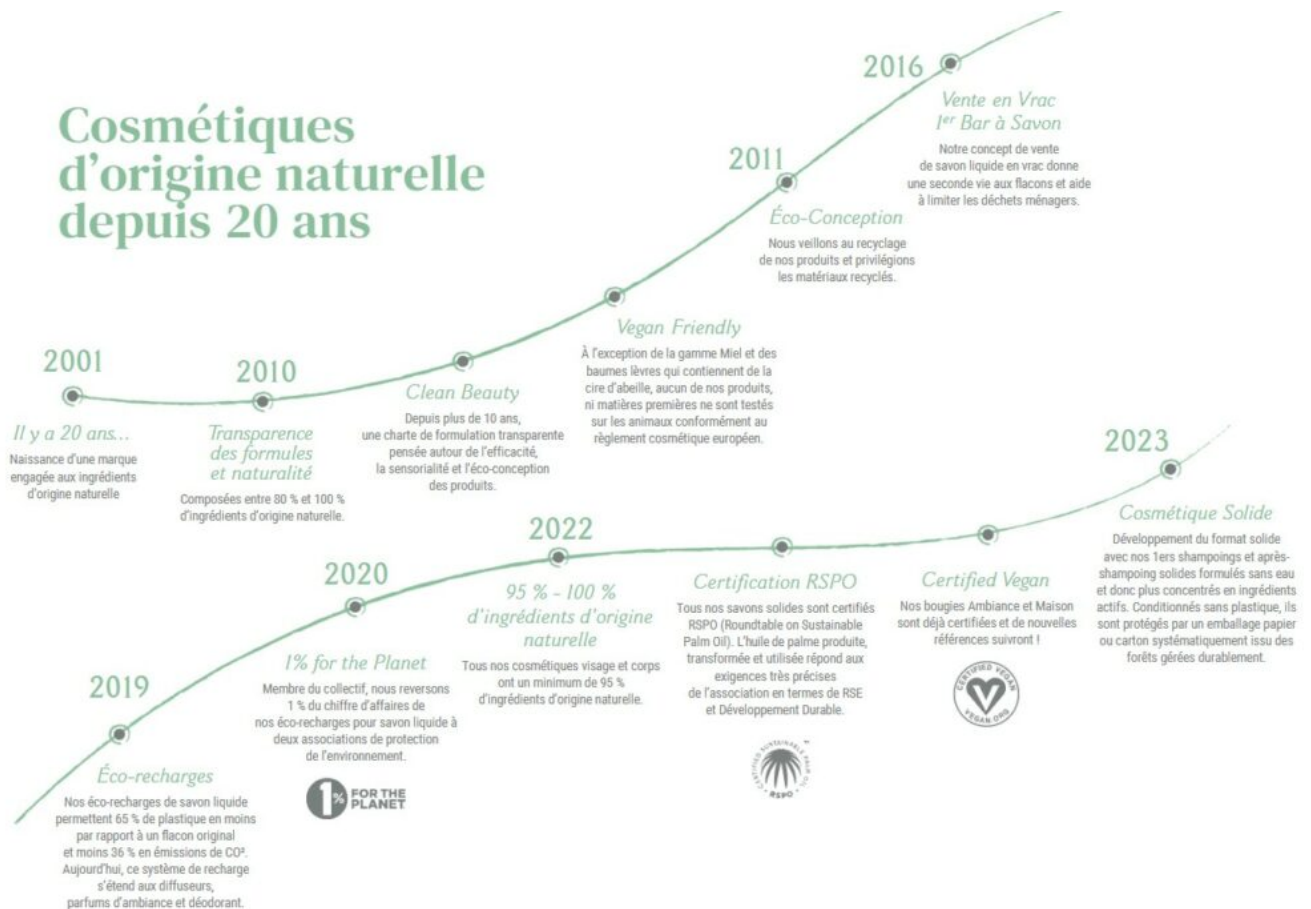 Cosmétiques
d'origine naturelle
depuis 20 ans
2001
Il y a 20 ans...
Naissance d'une marque
engagée aux ingrédients
d'origine naturelle
2010
Transparence
des formules
et naturalité
Composées entre 80 % et 100 %
d'ingrédients d'origine naturelle.
Clean Beauty
Depuis plus de 10 ans,
une charte de formulation transparente
pensée autour de l'efficacité,
la sensorialité et l'éco-conception
des produits.
Vegan Friendly
À l'exception de la gamme Miel et des
baumes lèvres qui contiennent de la
cire d'abeille, aucun de nos produits,
ni matières premières ne sont testés
sur les animaux conformément au
règlement cosmétique européen.
2011
Éco-Conception
Nous veillons au recyclage
de nos produits et privilégions
les matériaux recyclés.
2016
Vente en Vrac
1er Bar à Savon
Notre concept de vente
de savon liquide en vrac donne
une seconde vie aux flacons et aide
à limiter les déchets ménagers.
2019
Éco-recharges
Nos éco-recharges de savon liquide
permettent 65 % de plastique en moins
par rapport à un flacon original
et moins 36 % en émissions de CO².
Aujourd'hui, ce système de recharge
s'étend aux diffuseurs,
parfums d'ambiance et déodorant.
2020
1% for the Planet
Membre du collectif, nous reversons
1 % du chiffre d'affaires de
nos éco-recharges pour savon liquide à
deux associations de protection
de l'environnement.
1% FOR THE
PLANET
2022
95 % - 100 %
d'ingrédients d'origine
naturelle
Tous nos cosmétiques visage et corps
ont un minimum de 95 %
d'ingrédients d'origine naturelle.
Certification RSPO
Tous nos savons solides sont certifiés
RSPO (Roundtable on Sustainable
Palm Oil). L'huile de palme produite,
transformée et utilisée répond aux
exigences très précises
de l'association en termes de RSE
et Développement Durable.
CERTIFIED SUSTAINABLE PALM OIL
RSPO
Certified Vegan
Nos bougies Ambiance et Maison
sont déjà certifiées et de nouvelles
références suivront !
CERTIFIED VEGAN
VEGAN.ORG
2023
Cosmétique Solide
Développement du format solide
avec nos 1ers shampoings et après-
shampoing solides formulés sans eau
et donc plus concentrés en ingrédients
actifs. Conditionnés sans plastique, ils
sont protégés par un emballage papier
ou carton systématiquement issu des
forêts gérées durablement.